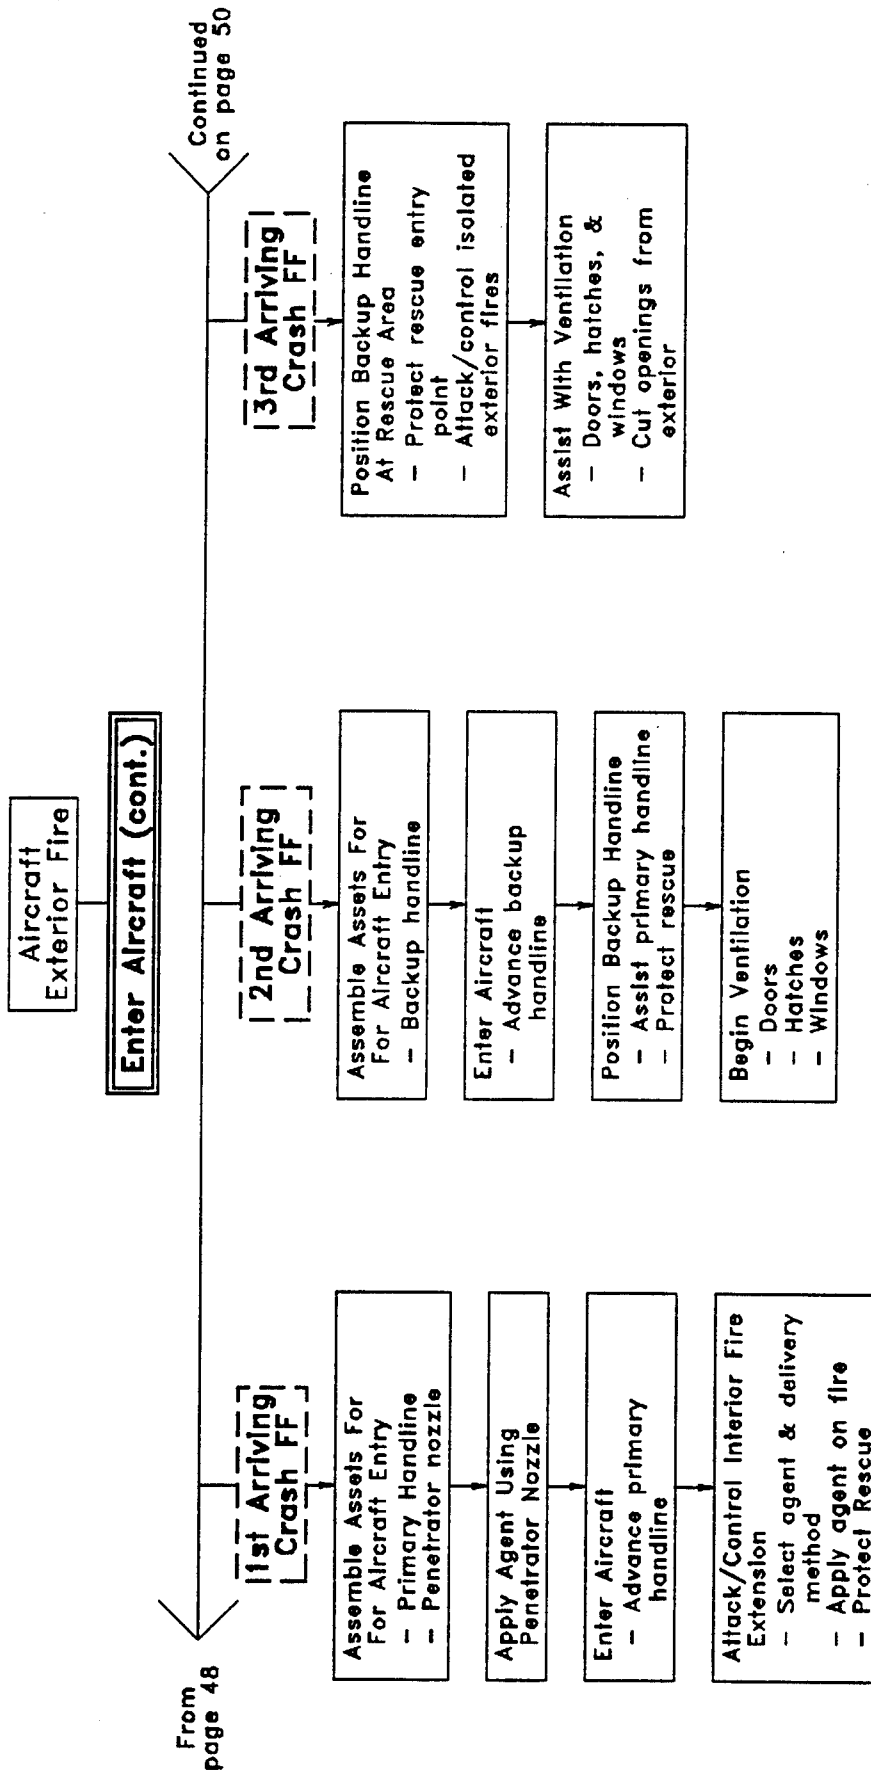 Aircraft
Exterior Fire
Enter Aircraft (cont.)
From
page 48
Continued
on page 50
1st Arriving
Crash FF
Assemble Assets For
For Aircraft Entry
- Primary Handline
- Penetrator nozzle
Apply Agent Using
Penetrator Nozzle
Enter Aircraft
- Advance primary
handline
Attack/Control Interior Fire
Extension
- Select agent & delivery
method
- Apply agent on fire
- Protect Rescue
2nd Arriving
Crash FF
Assemble Assets For
For Aircraft Entry
- Backup handline
Enter Aircraft
- Advance backup
handline
Position Backup Handline
- Assist primary handline
- Protect rescue
Begin Ventilation
- Doors
- Hatches
- Windows
3rd Arriving
Crash FF
Position Backup Handline
At Rescue Area
- Protect rescue entry
point
- Attack/control isolated
exterior fires
Assist With Ventilation
- Doors, hatches, &
windows
- Cut openings from
exterior